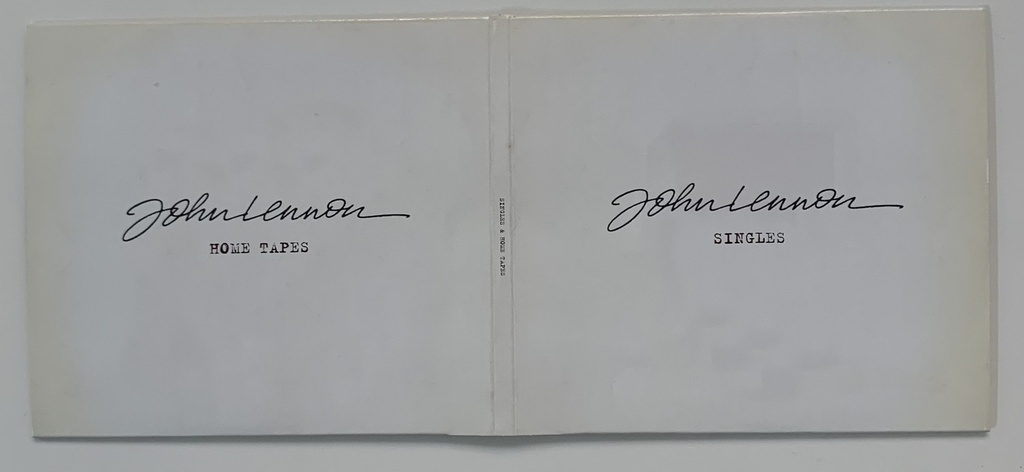 John Lennon
HOME TAPES
SINGLES & HOME TAPES
John Lennon
SINGLES